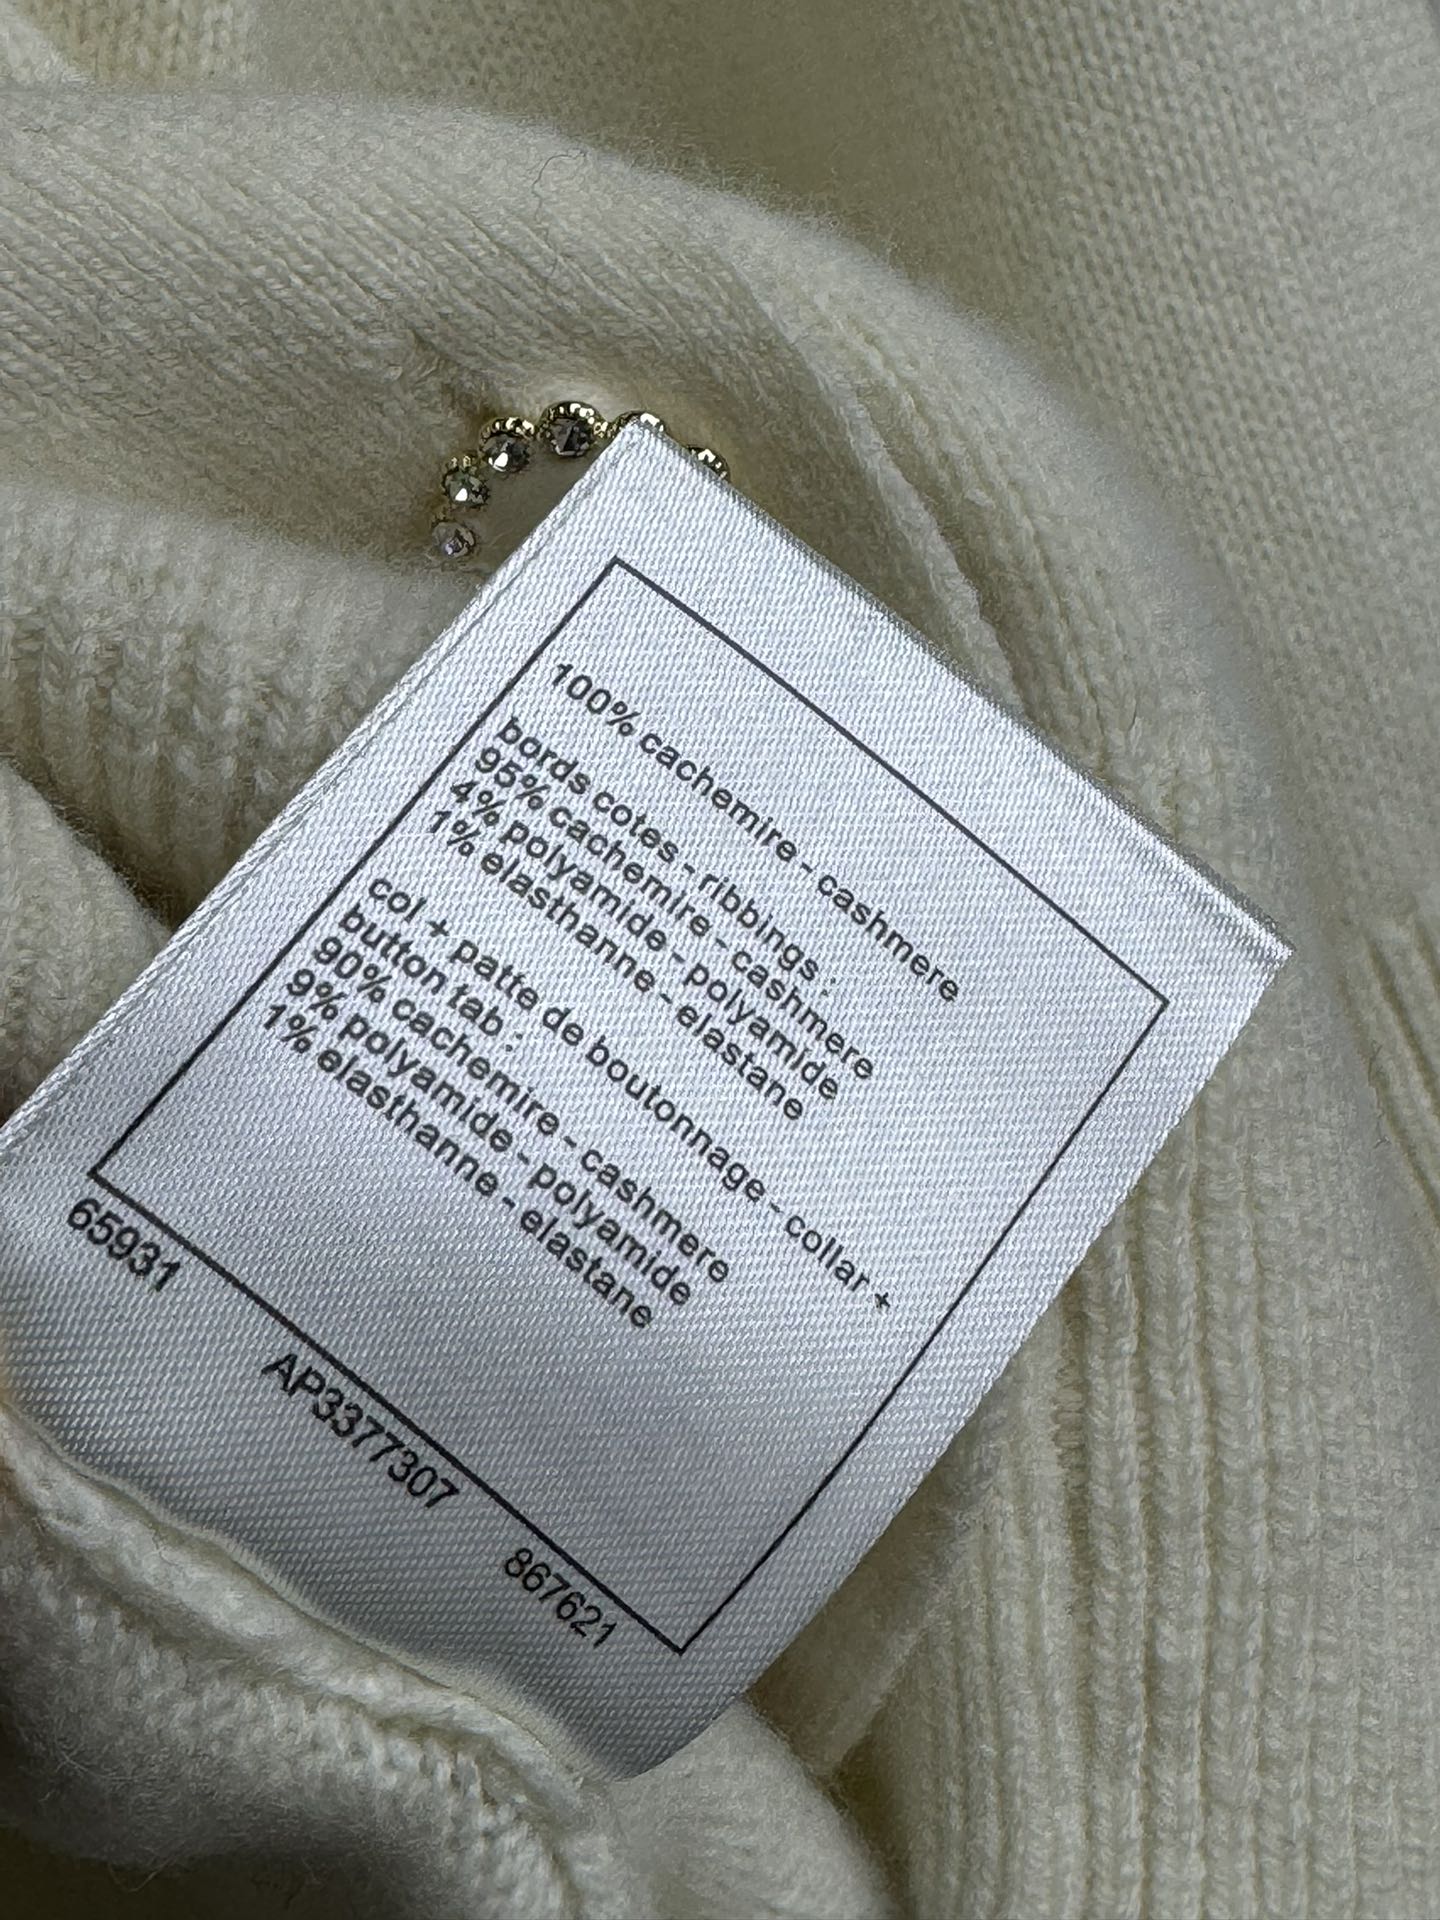 100% cachemire - cashmere
bords cotes - ribbings :
95% cachemire - cashmere
4% polyamide - polyamide
1% elasthanne - elastane
col + patte de boutonnage - collar +
button tab :
90% cachemire - cashmere
9% polyamide - polyamide
1% elasthanne - elastane
65931 AP3377307 867621